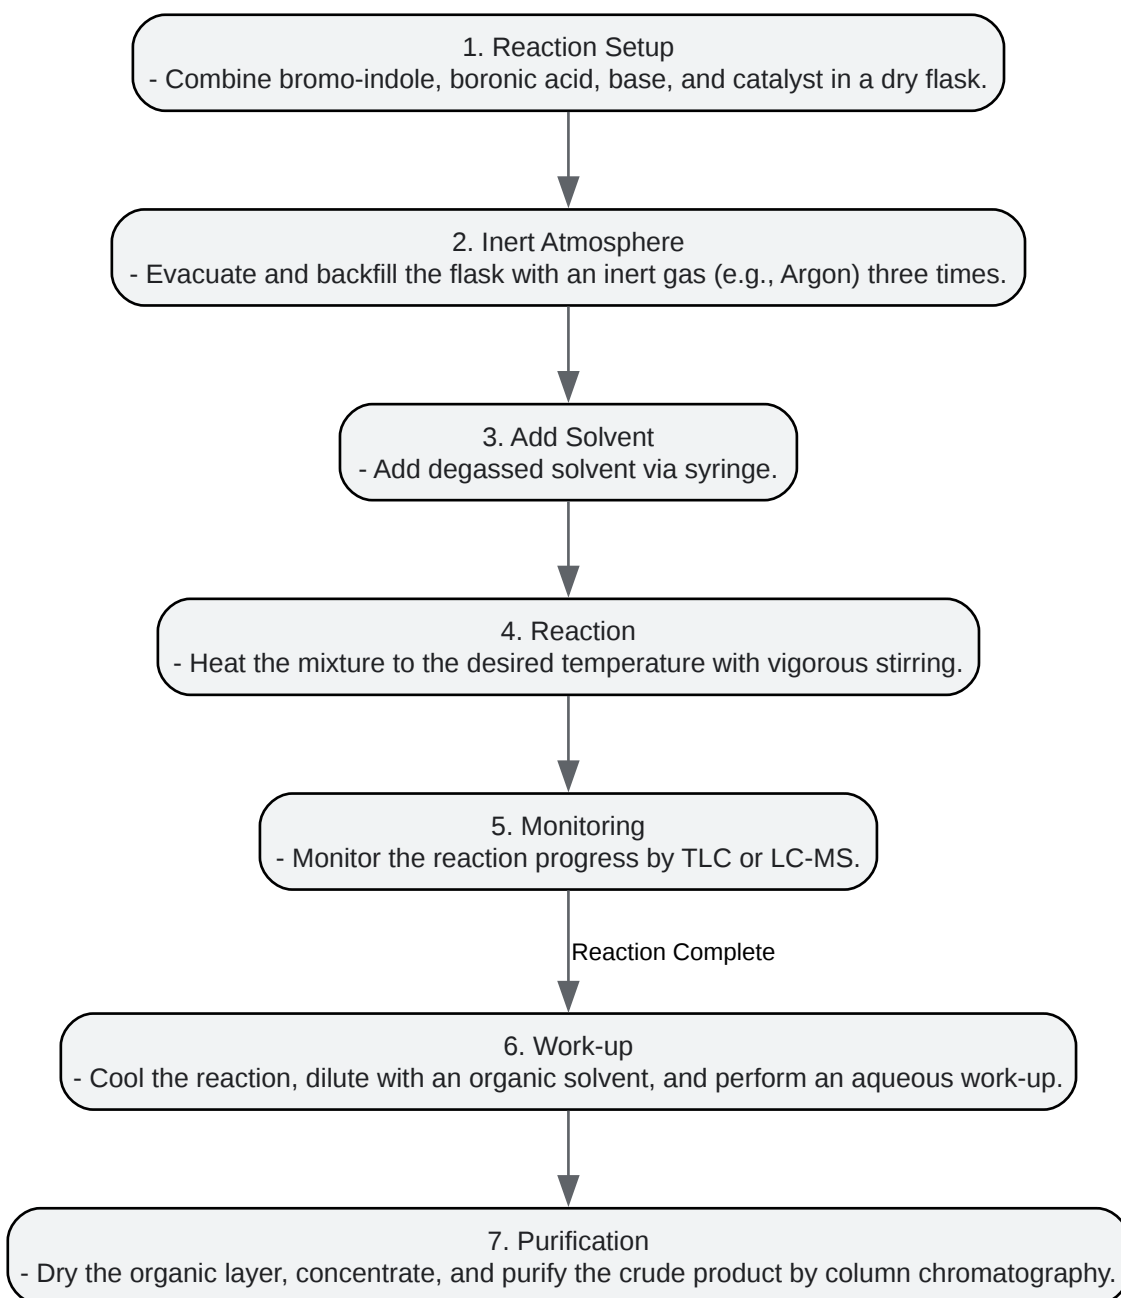 1. Reaction Setup
- Combine bromo-indole, boronic acid, base, and catalyst in a dry flask.
2. Inert Atmosphere
- Evacuate and backfill the flask with an inert gas (e.g., Argon) three times.
3. Add Solvent
- Add degassed solvent via syringe.
4. Reaction
- Heat the mixture to the desired temperature with vigorous stirring.
5. Monitoring
- Monitor the reaction progress by TLC or LC-MS.
Reaction Complete
6. Work-up
- Cool the reaction, dilute with an organic solvent, and perform an aqueous work-up.
7. Purification
- Dry the organic layer, concentrate, and purify the crude product by column chromatography.